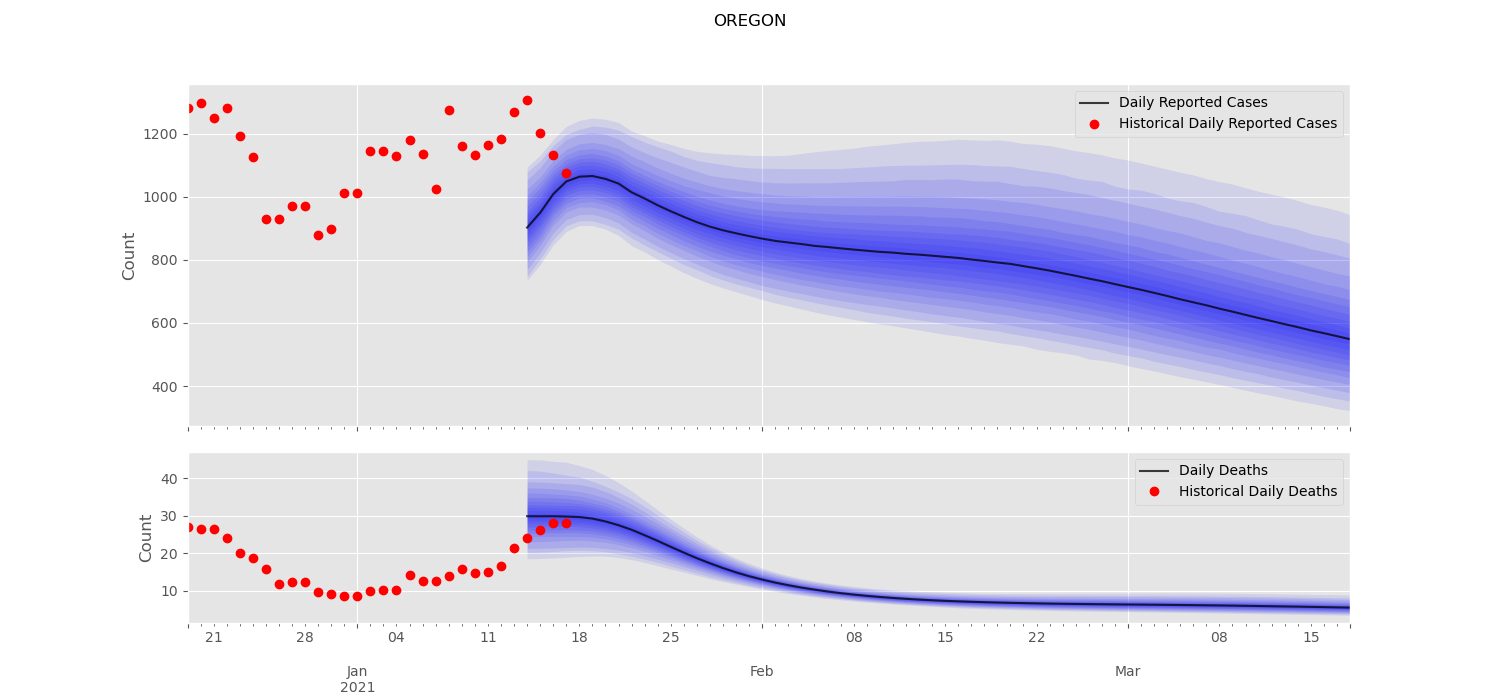 OREGON
Daily Reported Cases
Historical Daily Reported Cases
1200
1000
800
600
400
Count
Daily Deaths
Historical Daily Deaths
40
30
20
10
Count
21 28 04 11 18 25 08 15 22 08 15
Jan Feb Mar
2021